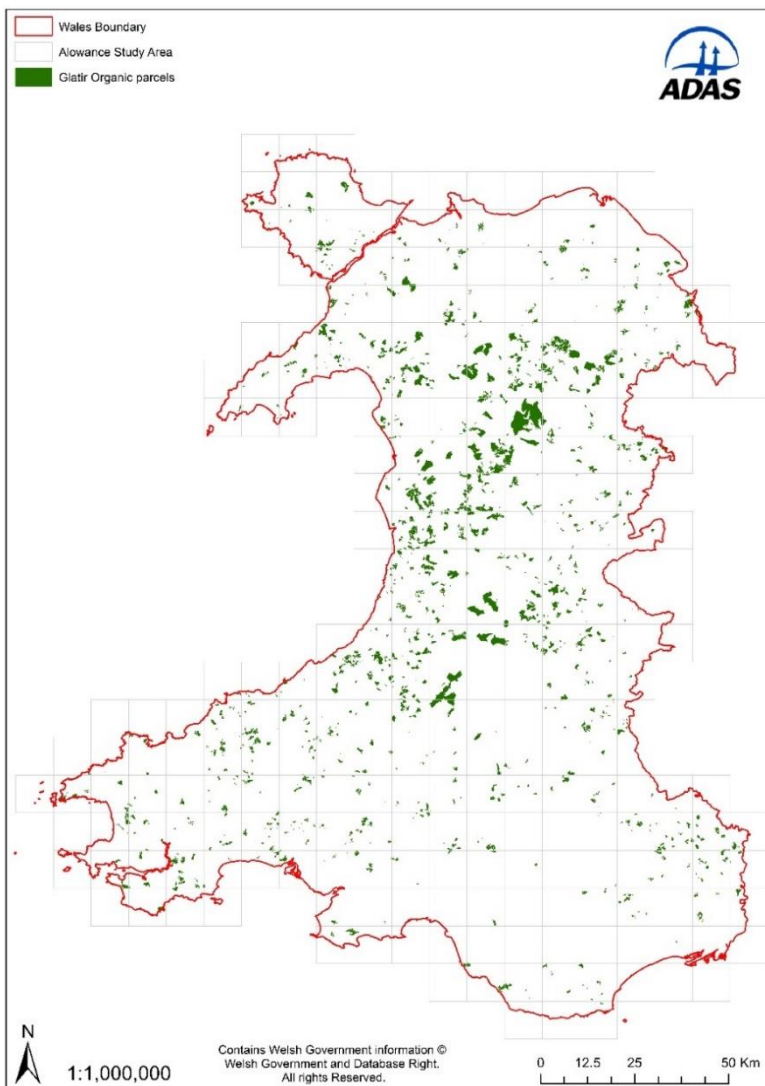 Wales Boundary
Alowance Study Area
Glatir Organic parcels
ADAS
N
1:1,000,000
Contains Welsh Government information ©
Welsh Government and Database Right.
All rights Reserved.
0 12.5 25 50 Km